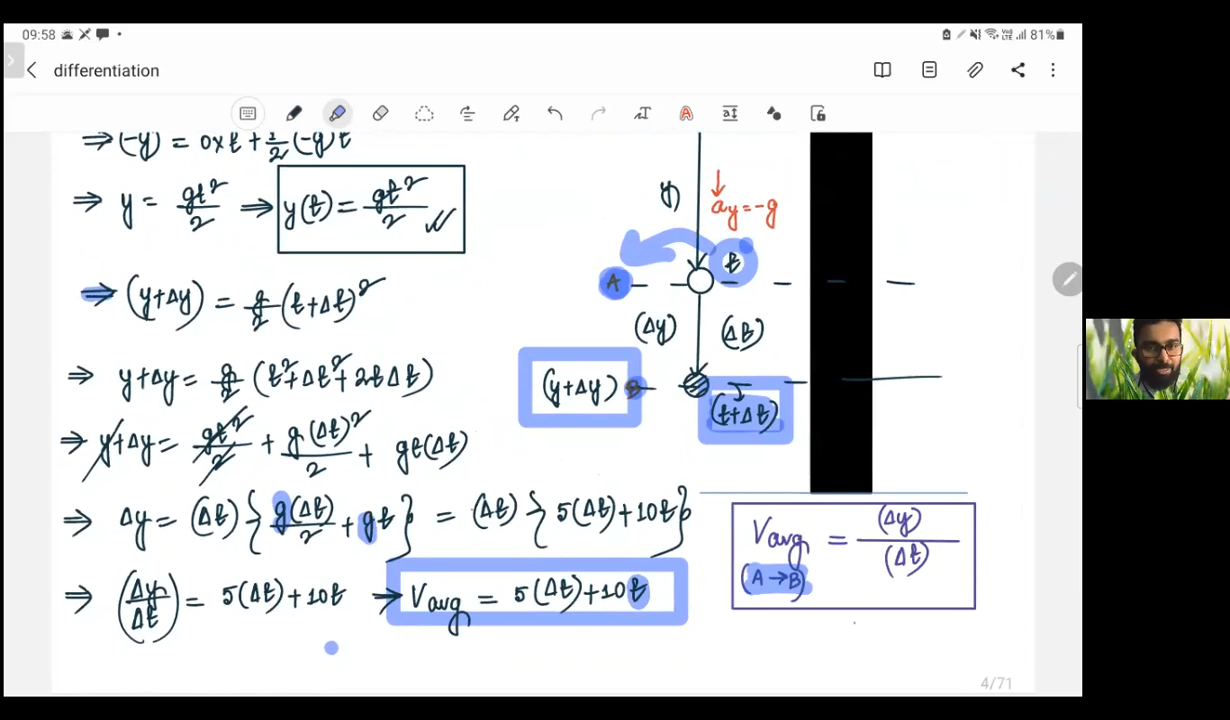 09:58
81%
differentiation
⇒ (-y) = 0×t + 1/2 (-g)t
⇒ y = gt²/2 ⇒ y(t) = gt²/2
⇒ (y+Δy) = g/2 (t+Δt)²
⇒ y+Δy = g/2 (t²+Δt²+2tΔt)
⇒ y+Δy = gt²/2 + g(Δt)²/2 + gt(Δt)
⇒ Δy = (Δt) { g(Δt)/2 + gt } = (Δt) { 5(Δt)+10t }
⇒ (Δy/Δt) = 5(Δt)+10t → Vavg = 5(Δt)+10t
y
ay=-g
t
A
(Δy)
(Δt)
(y+Δy) B
(t+Δt)
Vavg = (Δy)/(Δt)
(A→B)
4/71